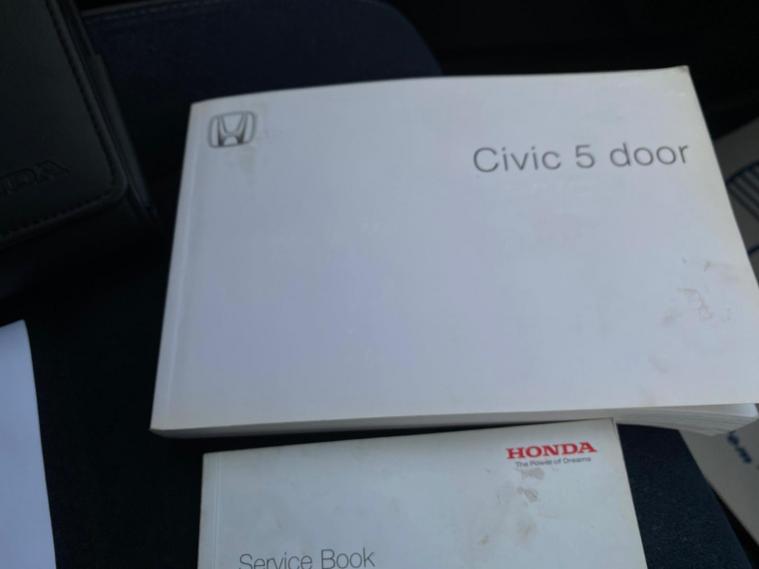 Civic 5 door
HONDA
The Power of Dreams
Service Book